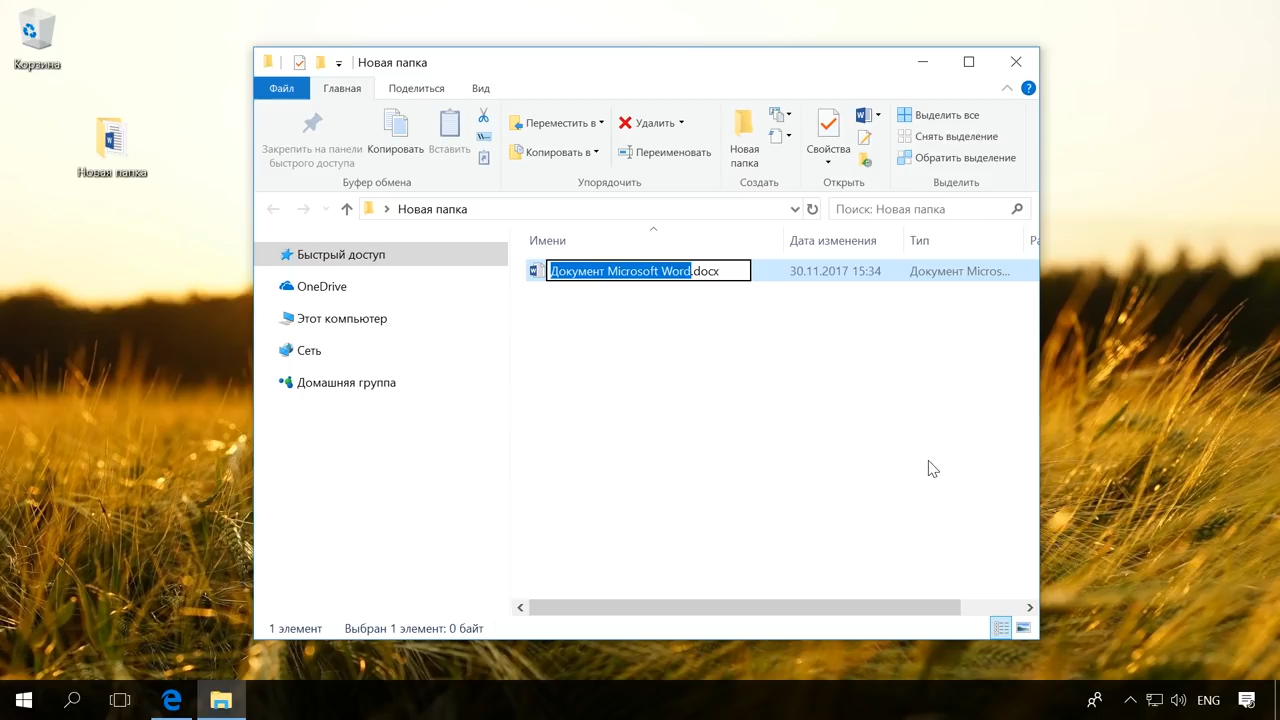 Корзина
Новая папка
Новая папка
Файл
Главная
Поделиться
Вид
Закрепить на панели
быстрого доступа
Копировать
Вставить
Буфер обмена
Переместить в
Копировать в
Удалить
Переименовать
Упорядочить
Новая
папка
Создать
Свойства
Открыть
Выделить все
Снять выделение
Обратить выделение
Выделить
Новая папка
Поиск: Новая папка
Быстрый доступ
OneDrive
Этот компьютер
Сеть
Домашняя группа
Имени
Дата изменения
Тип
Ра
Документ Microsoft Word.docx
30.11.2017 15:34
Документ Micros...
1 элемент
Выбран 1 элемент: 0 байт
ENG